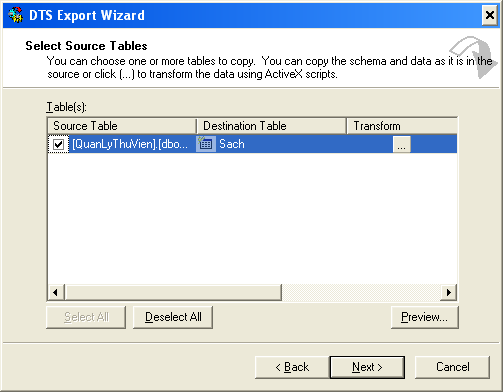 DTS Export Wizard
Select Source Tables
You can choose one or more tables to copy. You can copy the schema and data as it is in the
source or click (...) to transform the data using ActiveX scripts.
Table(s):
Source Table Destination Table Transform
[QuanLyThuVien].[dbo... Sach ...
Select All Deselect All Preview...
< Back Next > Cancel